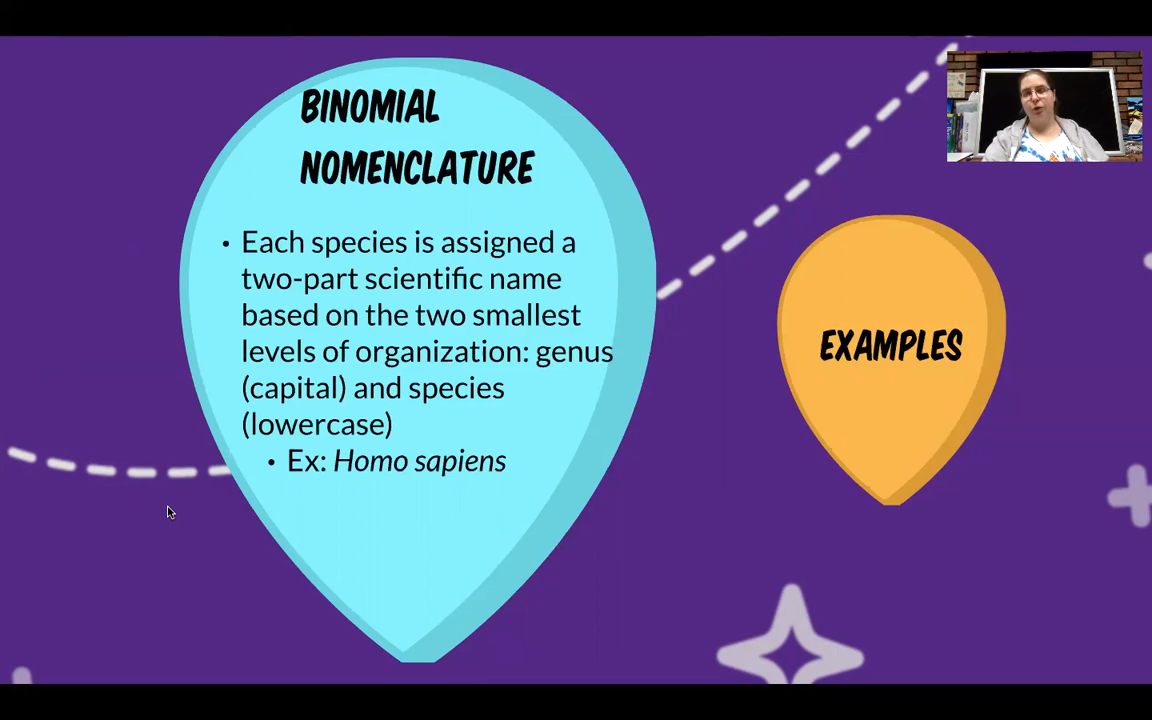 BINOMIAL
NOMENCLATURE
• Each species is assigned a
two-part scientific name
based on the two smallest
levels of organization: genus
(capital) and species
(lowercase)
• Ex: Homo sapiens
EXAMPLES